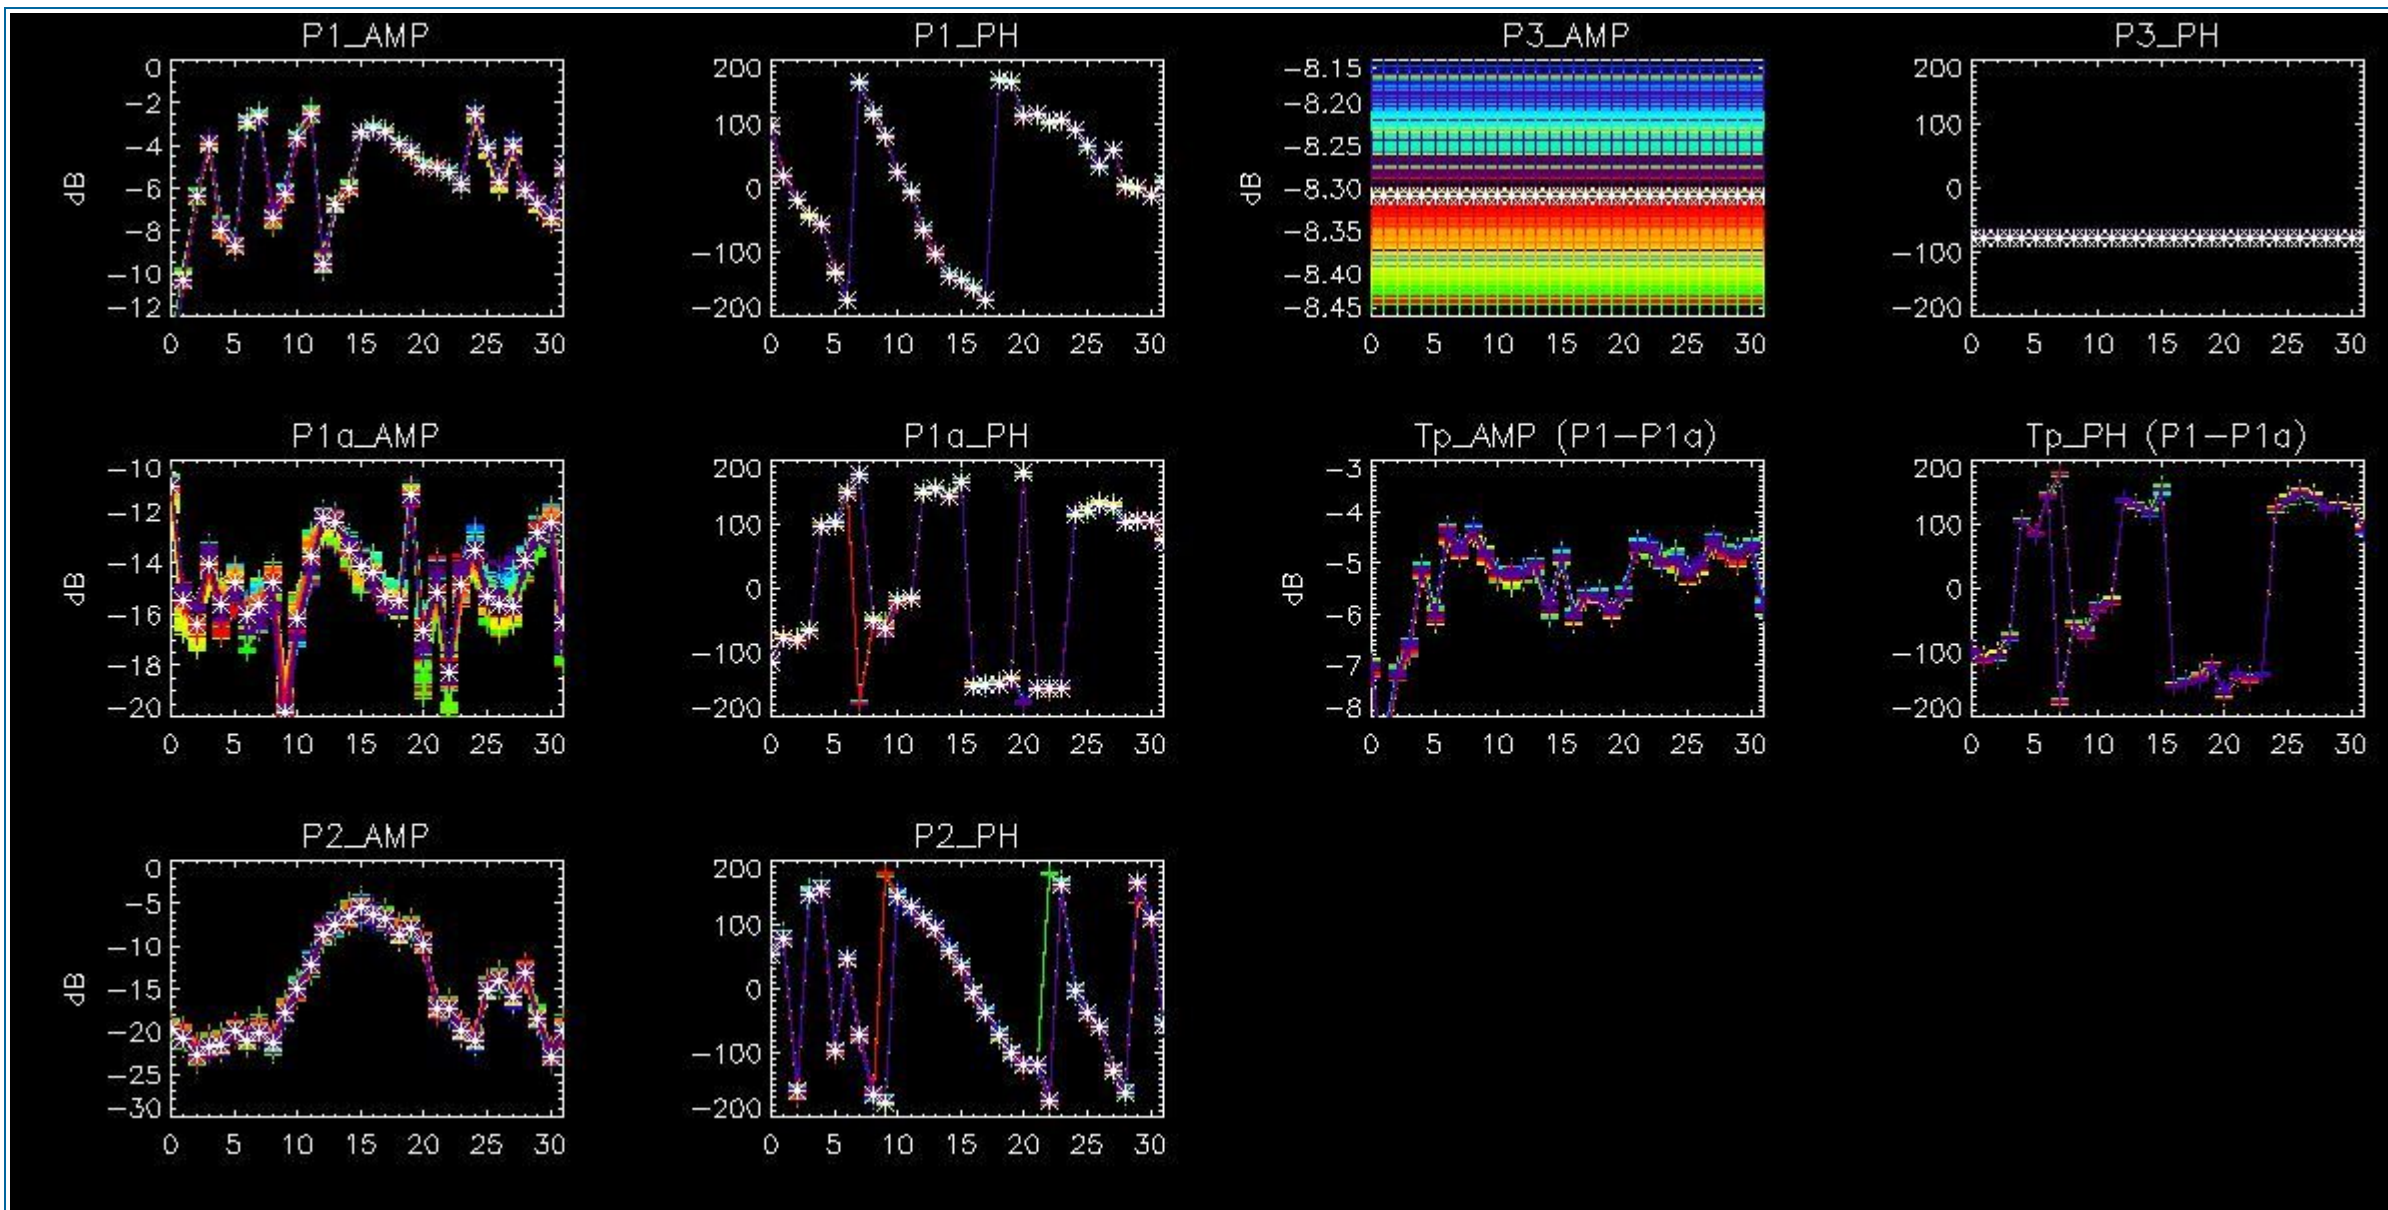 P1_AMP P1_PH P3_AMP P3_PH
0 200 -8.15 200
-2 100 -8.20 100
-4 0 -8.25 0
-6 -100 -8.30 -100
-8 -200 -8.35 -200
-10 -8.40
-12 -8.45
dB dB
0 5 10 15 20 25 30 0 5 10 15 20 25 30 0 5 10 15 20 25 30 0 5 10 15 20 25 30
P1a_AMP P1a_PH Tp_AMP (P1-P1a) Tp_PH (P1-P1a)
-10 200 -3 200
-12 100 -4 100
-14 0 -5 0
-16 -100 -6 -100
-18 -200 -7 -200
-20 -8
dB dB
0 5 10 15 20 25 30 0 5 10 15 20 25 30 0 5 10 15 20 25 30 0 5 10 15 20 25 30
P2_AMP P2_PH
0 200
-5 100
-10 0
-15 -100
-20 -200
-25
-30
dB
0 5 10 15 20 25 30 0 5 10 15 20 25 30